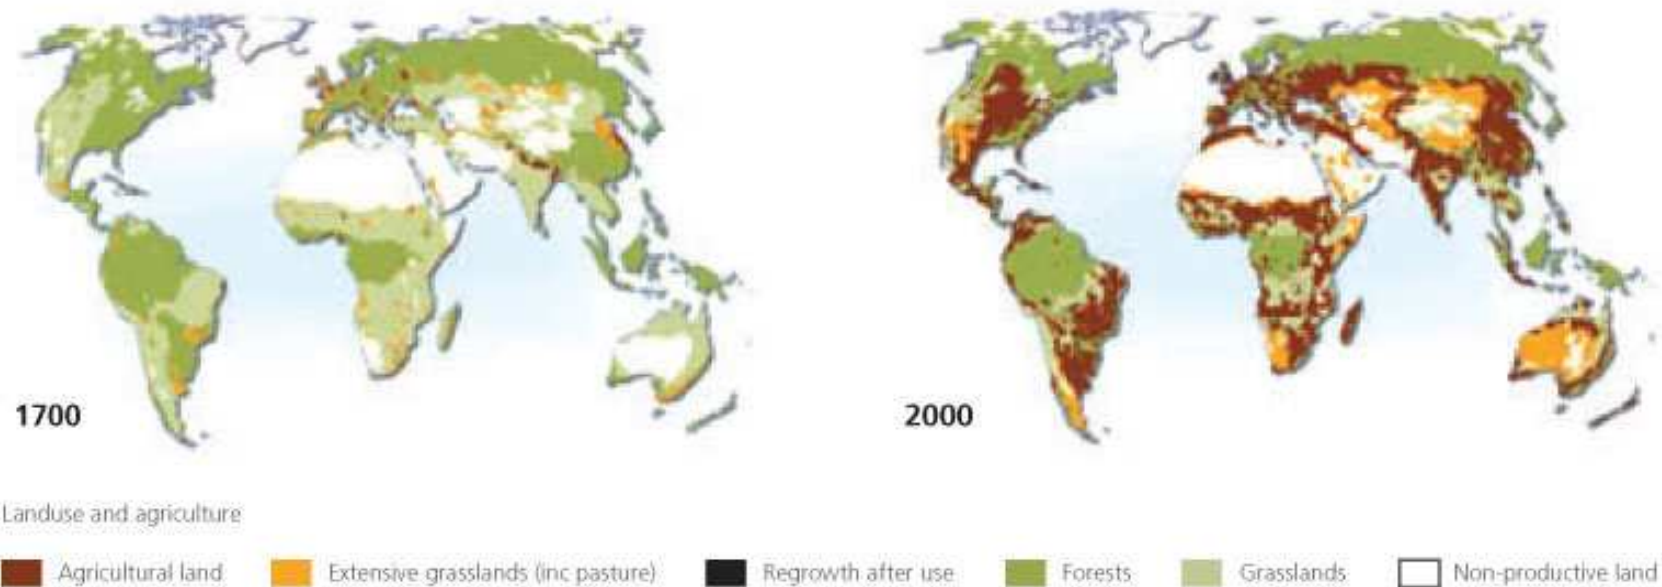 1700
2000
Landuse and agriculture
Agricultural land
Extensive grasslands (inc pasture)
Regrowth after use
Forests
Grasslands
Non-productive land